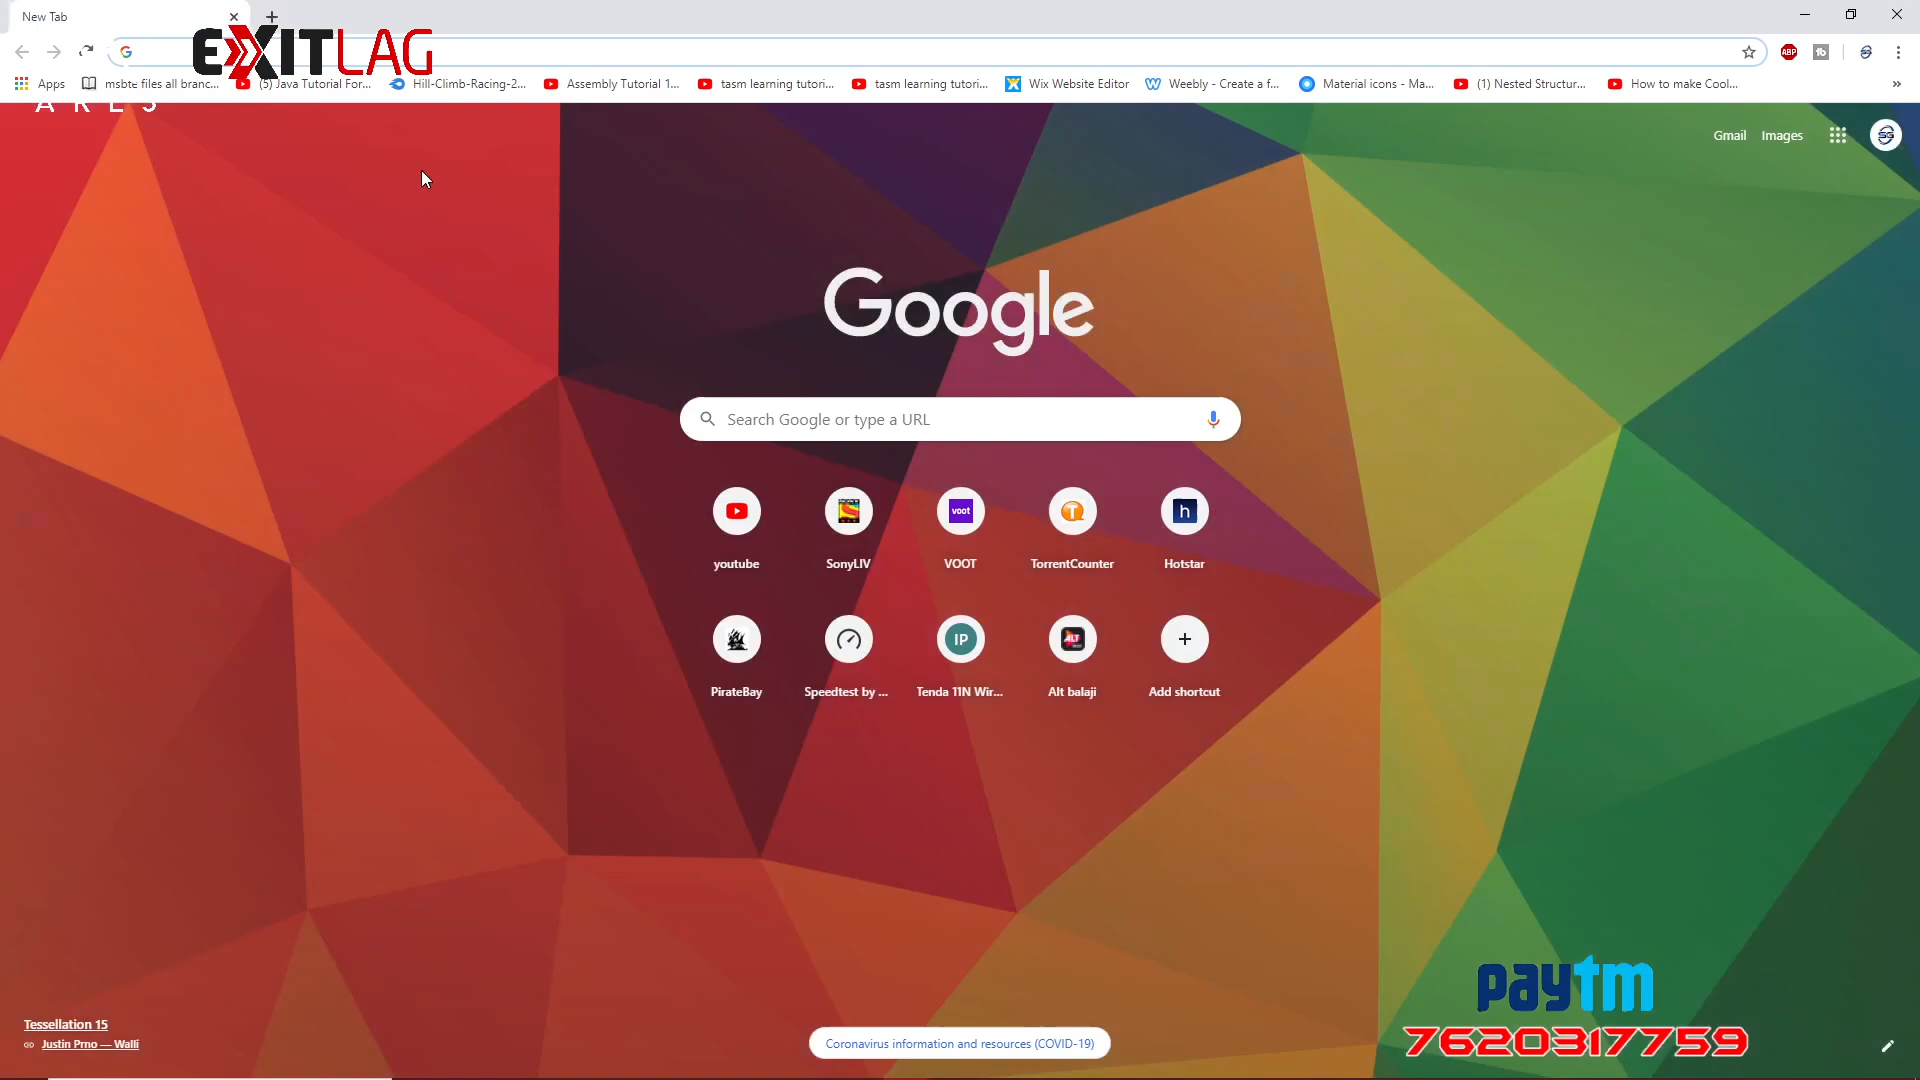 New Tab
EXITLAG
Apps
msbte files all branc...
(5) Java Tutorial For...
Hill-Climb-Racing-2...
Assembly Tutorial 1...
tasm learning tutori...
tasm learning tutori...
Wix Website Editor
Weebly - Create a f...
Material icons - Ma...
(1) Nested Structur...
How to make Cool...
ARES
Gmail
Images
Google
Search Google or type a URL
voot
youtube
SonyLIV
VOOT
TorrentCounter
Hotstar
IP
ALT
PirateBay
Speedtest by ...
Tenda 11N Wir...
Alt balaji
Add shortcut
paytm
7620317759
Tessellation 15
Justin Prno — Walli
Coronavirus information and resources (COVID-19)